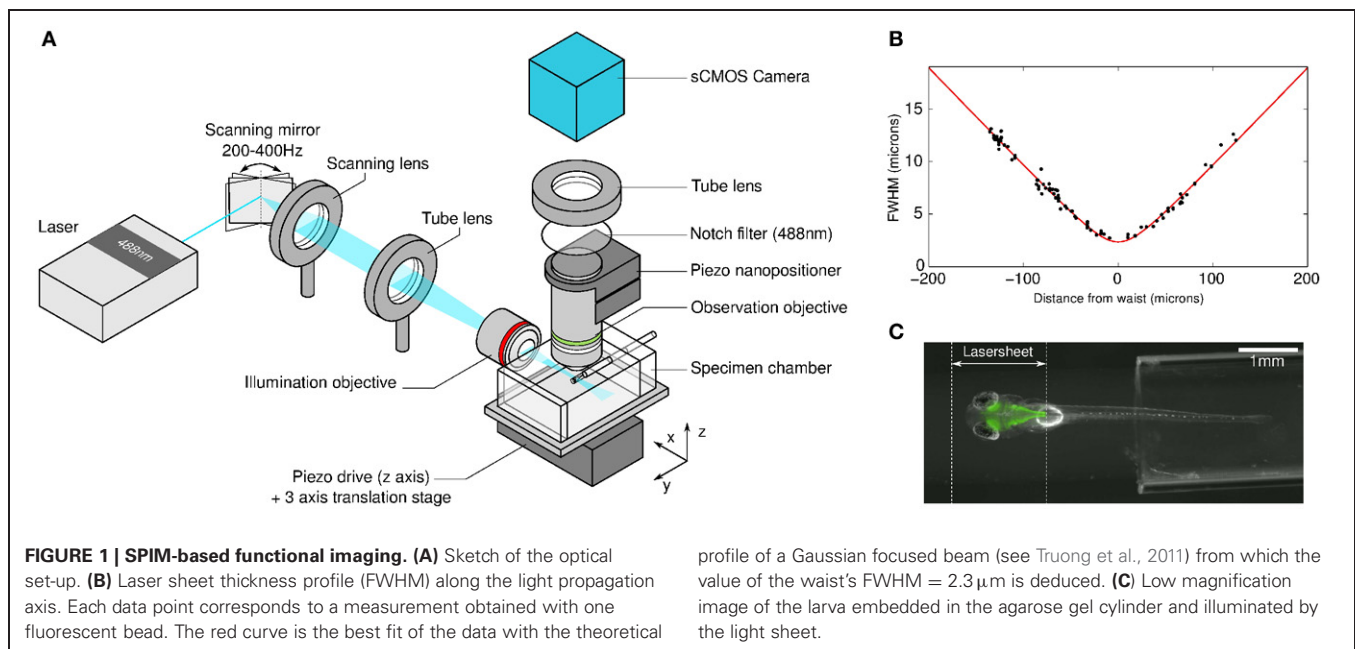 A
sCMOS Camera
Scanning mirror
200-400Hz
Scanning lens
Tube lens
Laser
488nm
Tube lens
Notch filter (488nm)
Piezo nanopositioner
Observation objective
Illumination objective
Specimen chamber
Piezo drive (z axis)
+ 3 axis translation stage
x
y
z
B
FWHM (microns)
15
10
5
0
-200
-100
0
100
200
Distance from waist (microns)
C
Lasersheet
1mm
FIGURE 1 | SPIM-based functional imaging. (A) Sketch of the optical
set-up. (B) Laser sheet thickness profile (FWHM) along the light propagation
axis. Each data point corresponds to a measurement obtained with one
fluorescent bead. The red curve is the best fit of the data with the theoretical
profile of a Gaussian focused beam (see Truong et al., 2011) from which the
value of the waist's FWHM = 2.3 μm is deduced. (C) Low magnification
image of the larva embedded in the agarose gel cylinder and illuminated by
the light sheet.